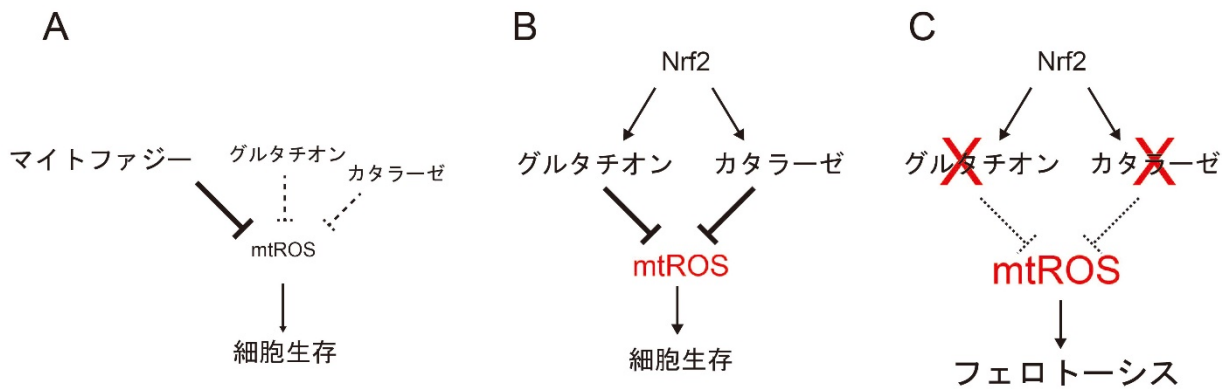 A
マイトファジー
グルタチオン
カタラーゼ
mtROS
細胞生存
B
Nrf2
グルタチオン
カタラーゼ
mtROS
細胞生存
C
Nrf2
グルタチオン
カタラーゼ
mtROS
フェロトーシス